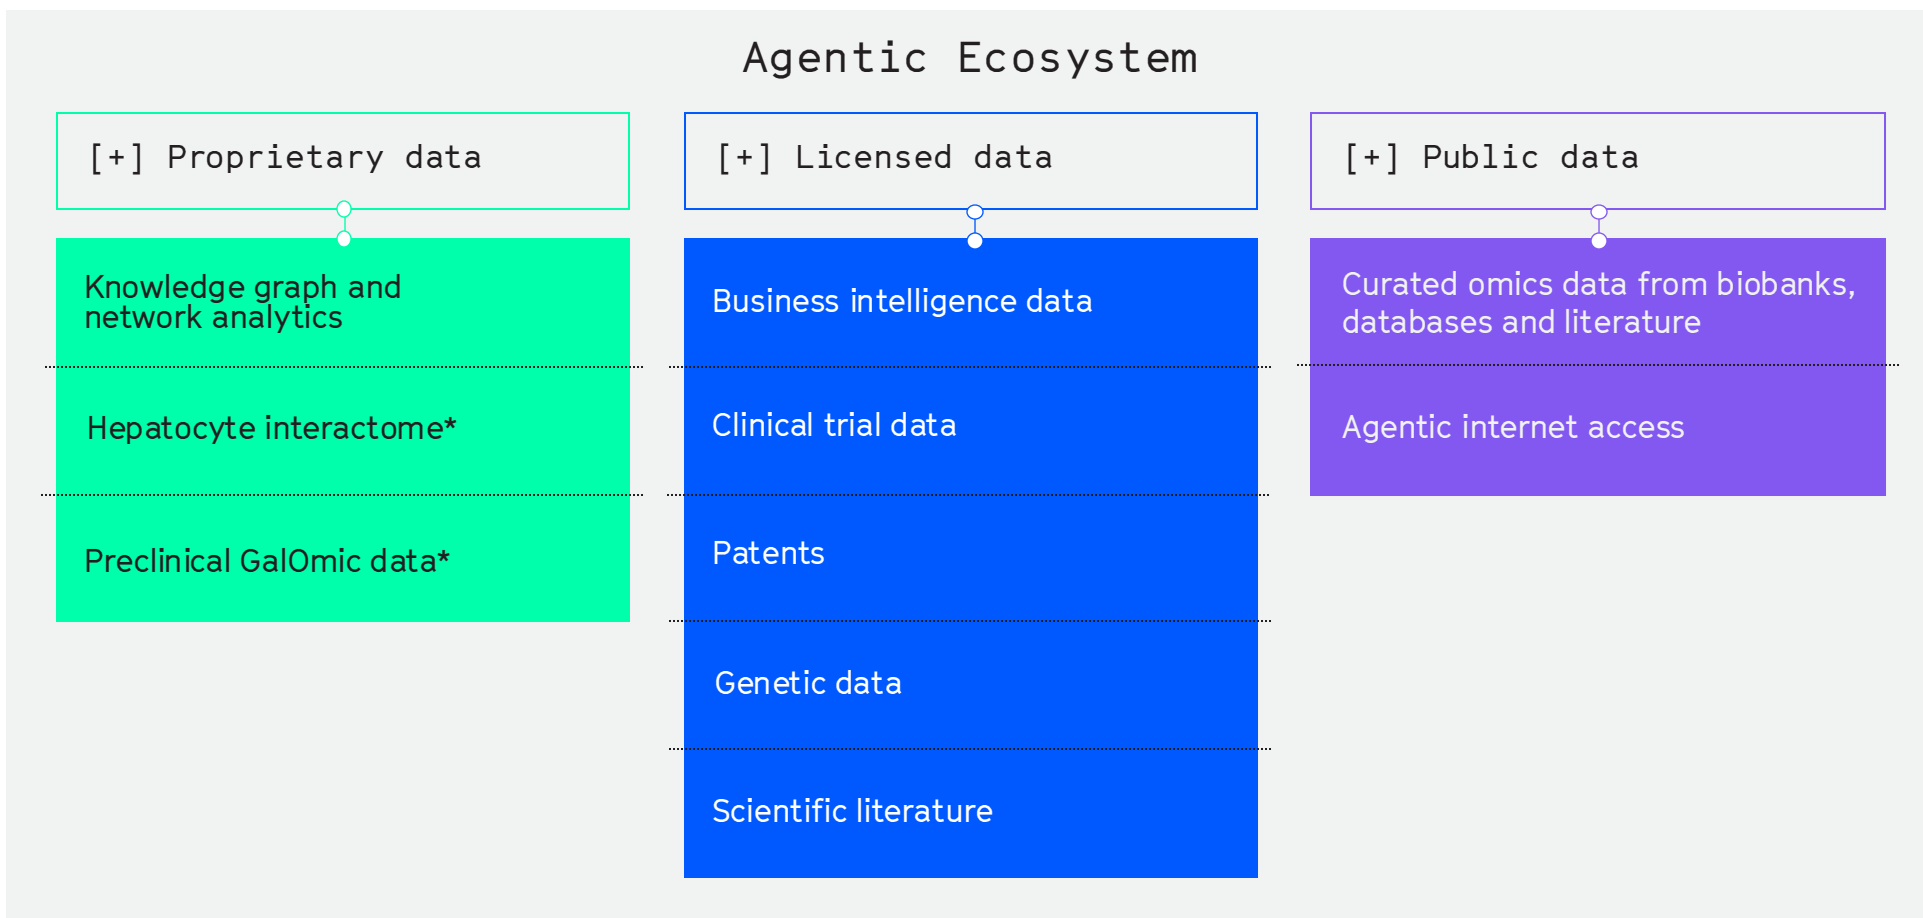 Agentic Ecosystem
[+] Proprietary data
Knowledge graph and
network analytics
Hepatocyte interactome*
Preclinical GalOmic data*
[+] Licensed data
Business intelligence data
Clinical trial data
Patents
Genetic data
Scientific literature
[+] Public data
Curated omics data from biobanks,
databases and literature
Agentic internet access